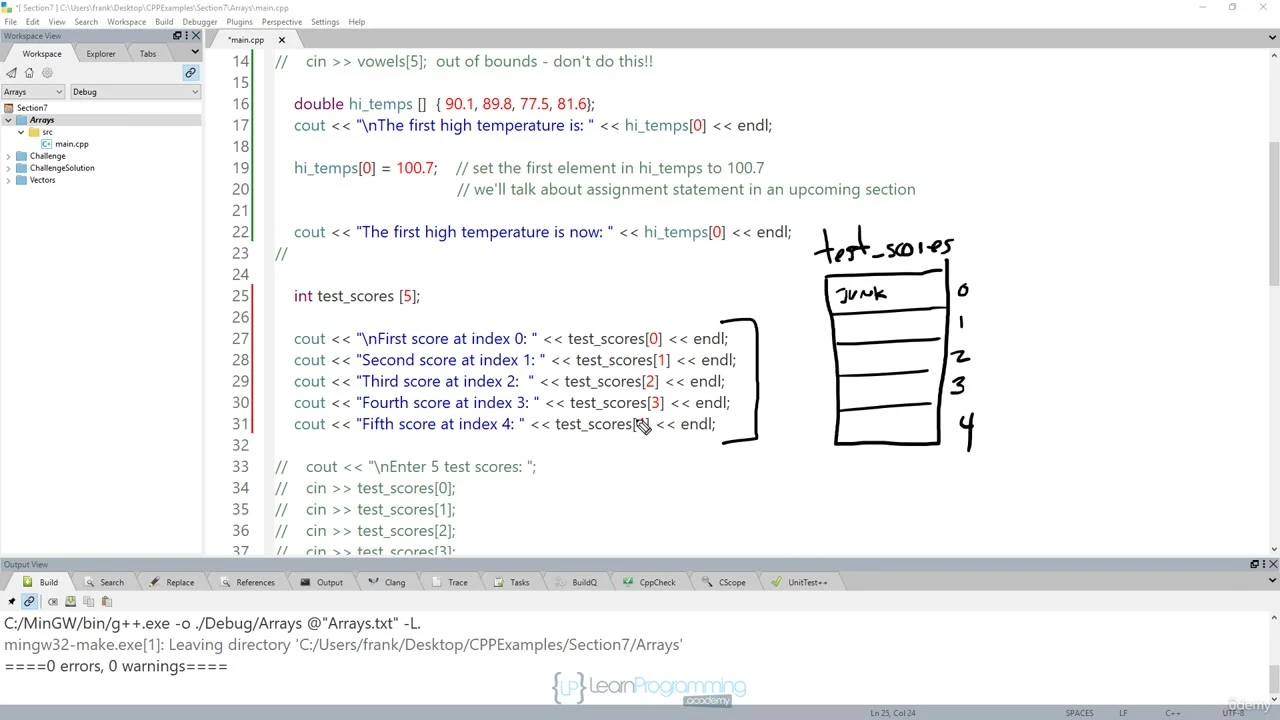 *[ Section7 ] C:\Users\frank\Desktop\CPPExamples\Section7\Arrays\main.cpp
File Edit View Search Workspace Build Debugger Plugins Perspective Settings Help
Workspace View
Workspace Explorer Tabs
Arrays Debug
Section7
Arrays
src
main.cpp
Challenge
ChallengeSolution
Vectors
*main.cpp
14 // cin >> vowels[5]; out of bounds - don't do this!!
15
16 double hi_temps [] { 90.1, 89.8, 77.5, 81.6};
17 cout << "\nThe first high temperature is: " << hi_temps[0] << endl;
18
19 hi_temps[0] = 100.7; // set the first element in hi_temps to 100.7
20 // we'll talk about assignment statement in an upcoming section
21
22 cout << "The first high temperature is now: " << hi_temps[0] << endl;
23 //
24
25 int test_scores [5];
26
27 cout << "\nFirst score at index 0: " << test_scores[0] << endl;
28 cout << "Second score at index 1: " << test_scores[1] << endl;
29 cout << "Third score at index 2: " << test_scores[2] << endl;
30 cout << "Fourth score at index 3: " << test_scores[3] << endl;
31 cout << "Fifth score at index 4: " << test_scores[ << endl;
32
33 // cout << "\nEnter 5 test scores: ";
34 // cin >> test_scores[0];
35 // cin >> test_scores[1];
36 // cin >> test_scores[2];
37 // cin >> test_scores[3];
test_scores
Junk 0
1
2
3
4
Output View
Build Search Replace References Output Clang Trace Tasks BuildQ CppCheck CScope UnitTest++
C:/MinGW/bin/g++.exe -o ./Debug/Arrays @"Arrays.txt" -L.
mingw32-make.exe[1]: Leaving directory 'C:/Users/frank/Desktop/CPPExamples/Section7/Arrays'
====0 errors, 0 warnings====
{LP} LearnProgramming
academy
Ln 25, Col 24 SPACES LF C++ UTF-8
ûdemy